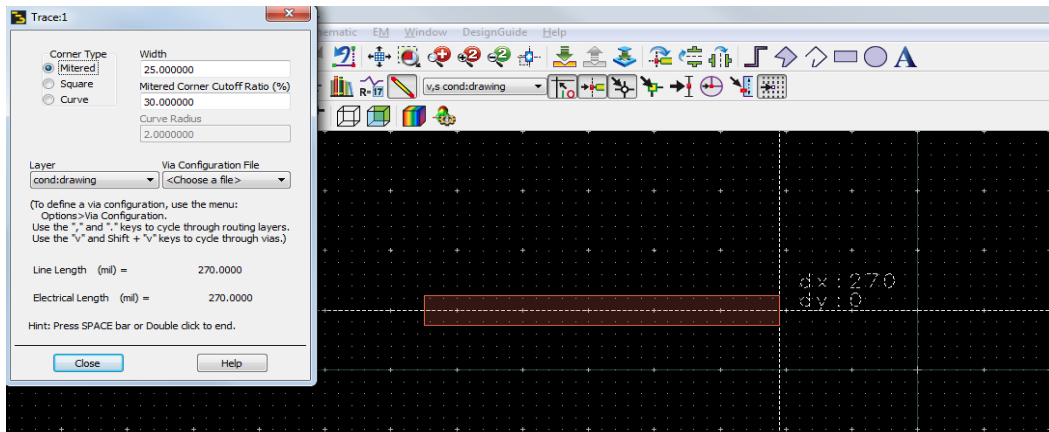 Trace:1
ematic EM Window DesignGuide Help
Corner Type
Mitered
Square
Curve
Width
25.000000
Mitered Corner Cutoff Ratio (%)
30.000000
Curve Radius
2.0000000
v,s cond:drawing
Layer
cond:drawing
Via Configuration File
<Choose a file>
(To define a via configuration, use the menu:
Options>Via Configuration.
Use the "," and "." keys to cycle through routing layers.
Use the "v" and Shift + "v" keys to cycle through vias.)
Line Length (mil) = 270.0000
Electrical Length (mil) = 270.0000
Hint: Press SPACE bar or Double click to end.
Close Help
dx:270
dy:0